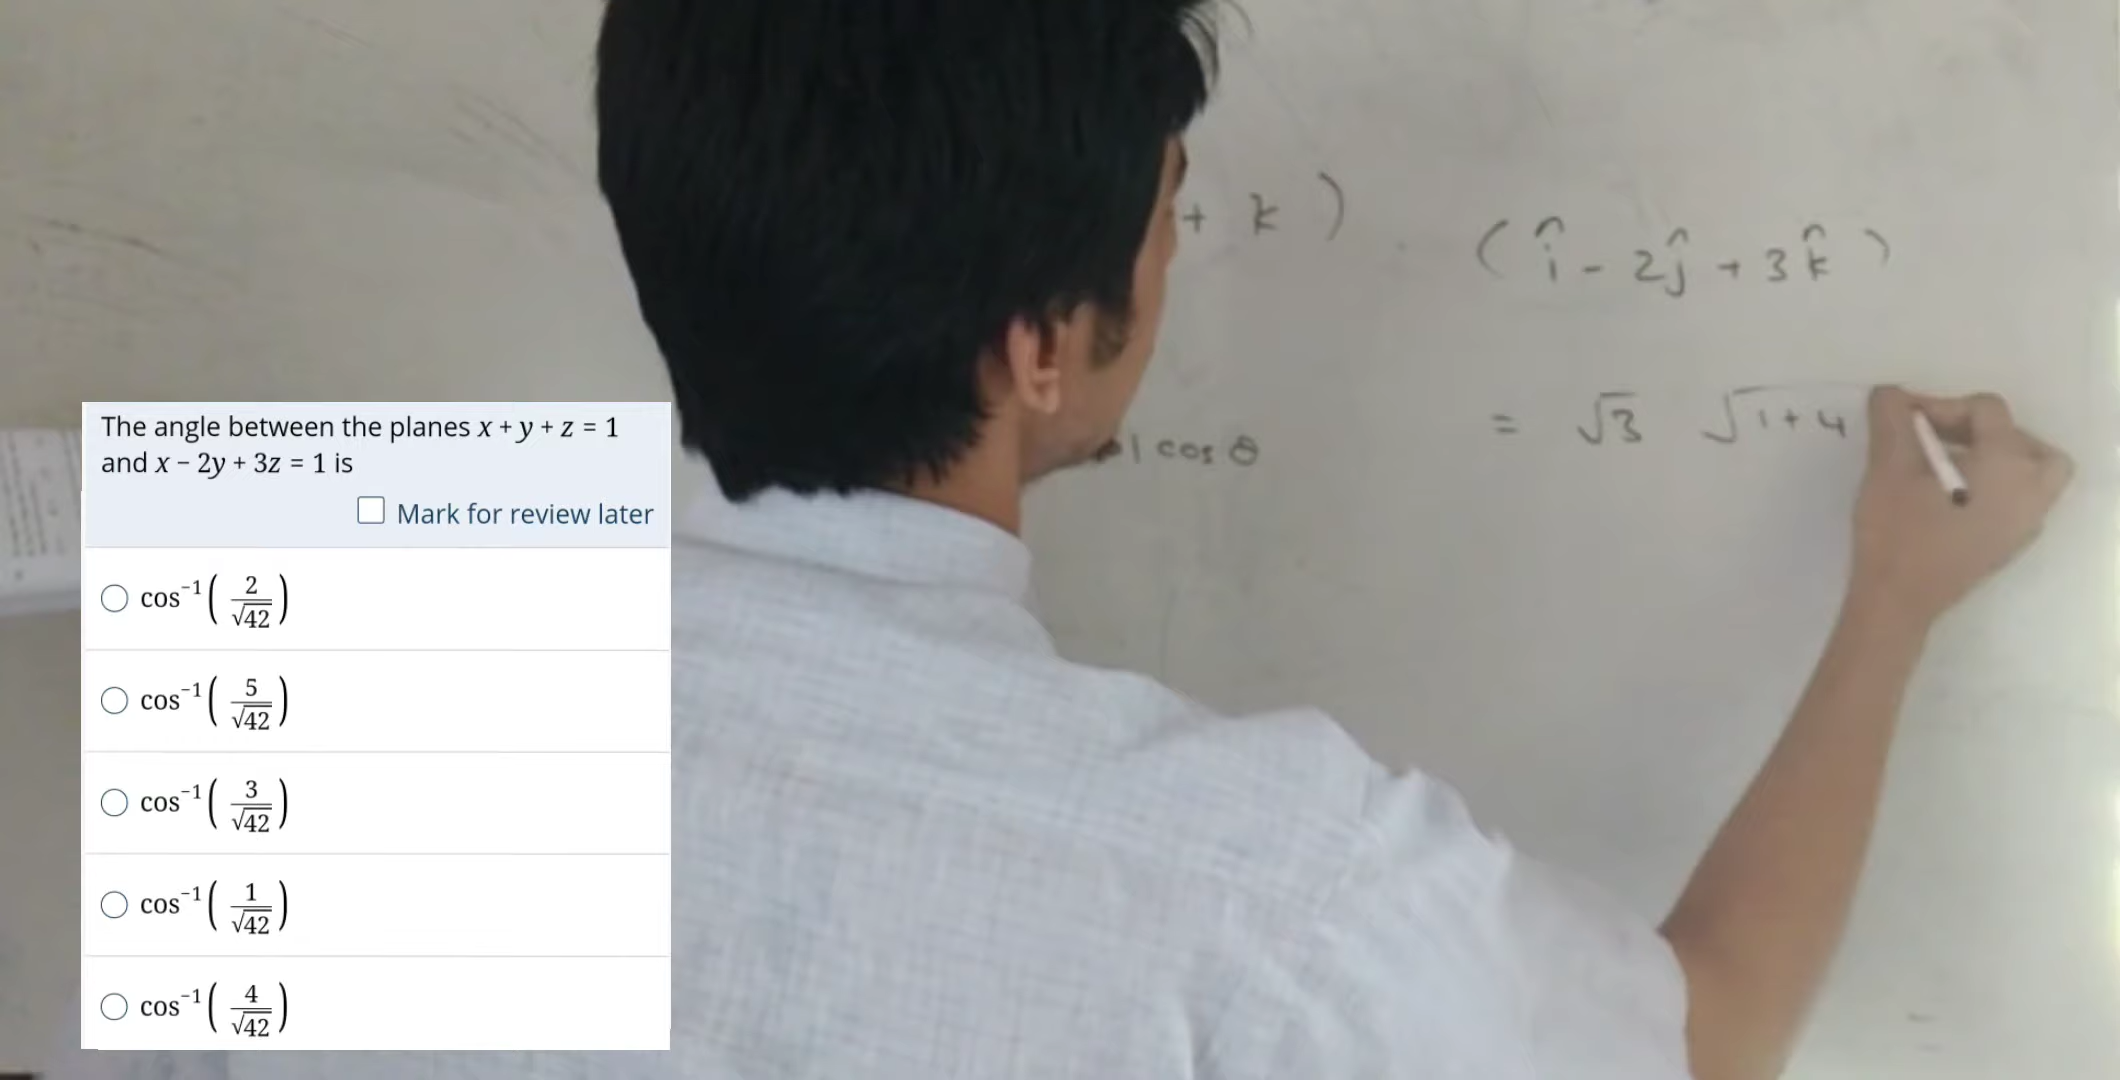 + k ) . ( î - 2ĵ + 3k̂ )
| cos θ = √3 √1+4
The angle between the planes x + y + z = 1
and x − 2y + 3z = 1 is
Mark for review later
cos⁻¹(2/√42)
cos⁻¹(5/√42)
cos⁻¹(3/√42)
cos⁻¹(1/√42)
cos⁻¹(4/√42)